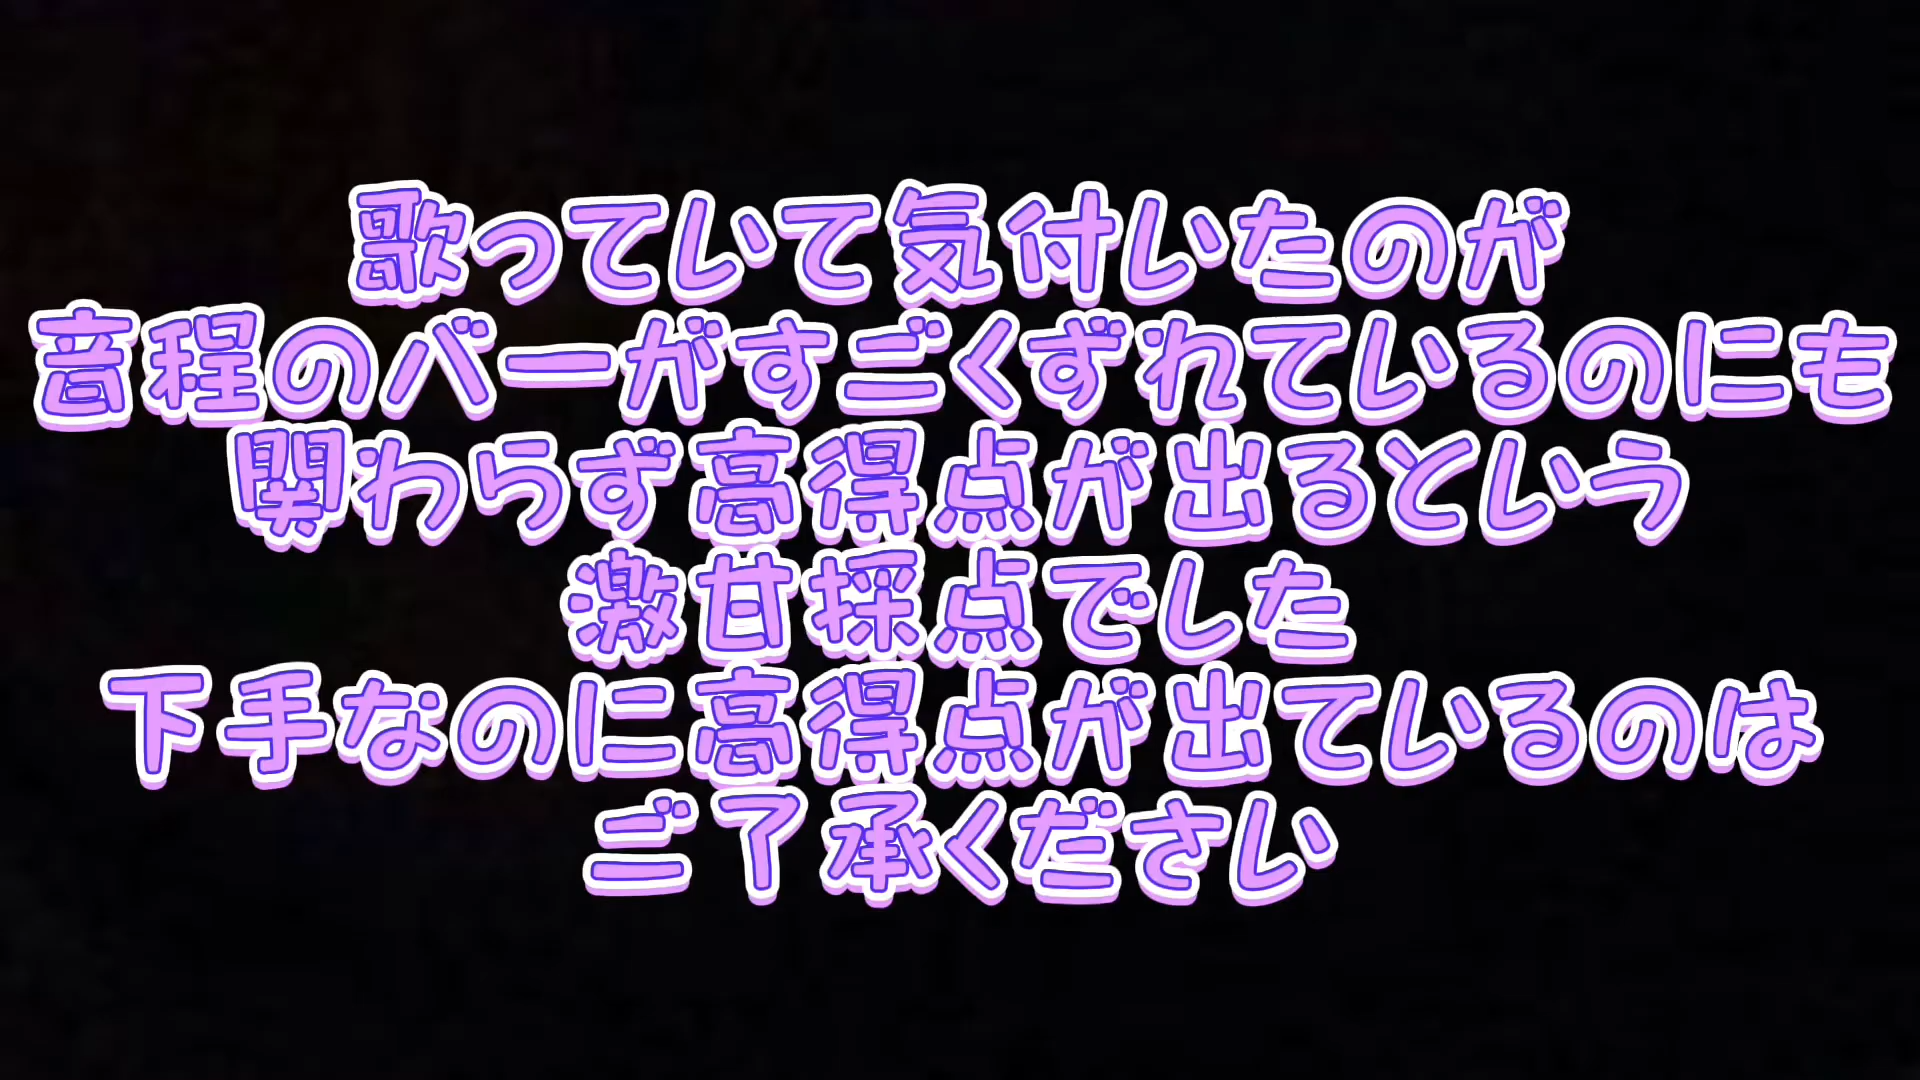 歌っていて気付いたのが
音程のバーがすごくずれているのにも
関わらず高得点が出るという
激甘採点でした
下手なのに高得点が出ているのは
ご了承ください